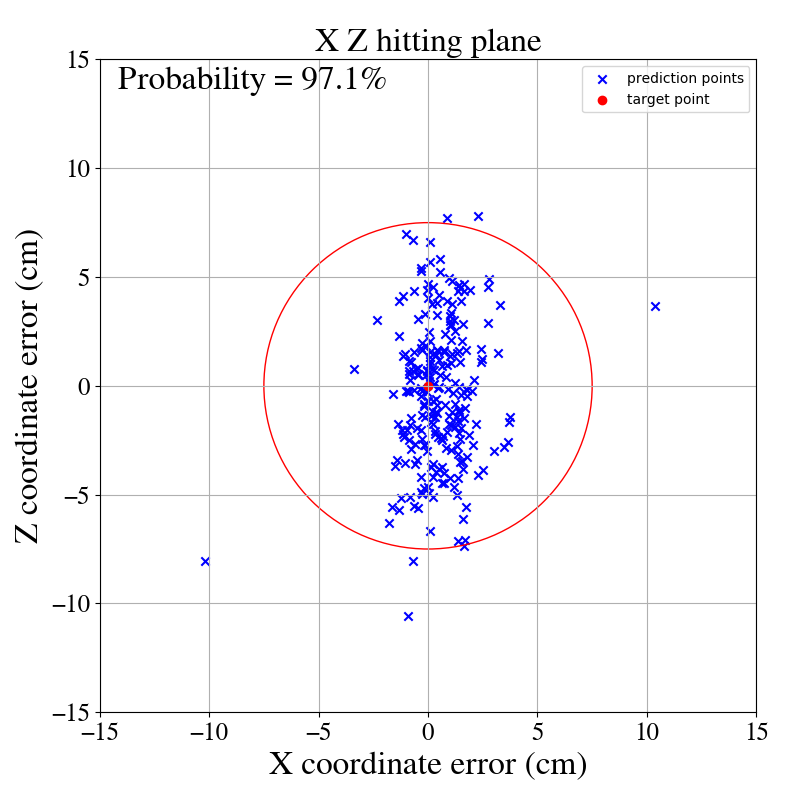 X Z hitting plane
Probability = 97.1%
prediction points
target point
15
10
5
0
−5
−10
−15
Z coordinate error (cm)
−15 −10 −5 0 5 10 15
X coordinate error (cm)